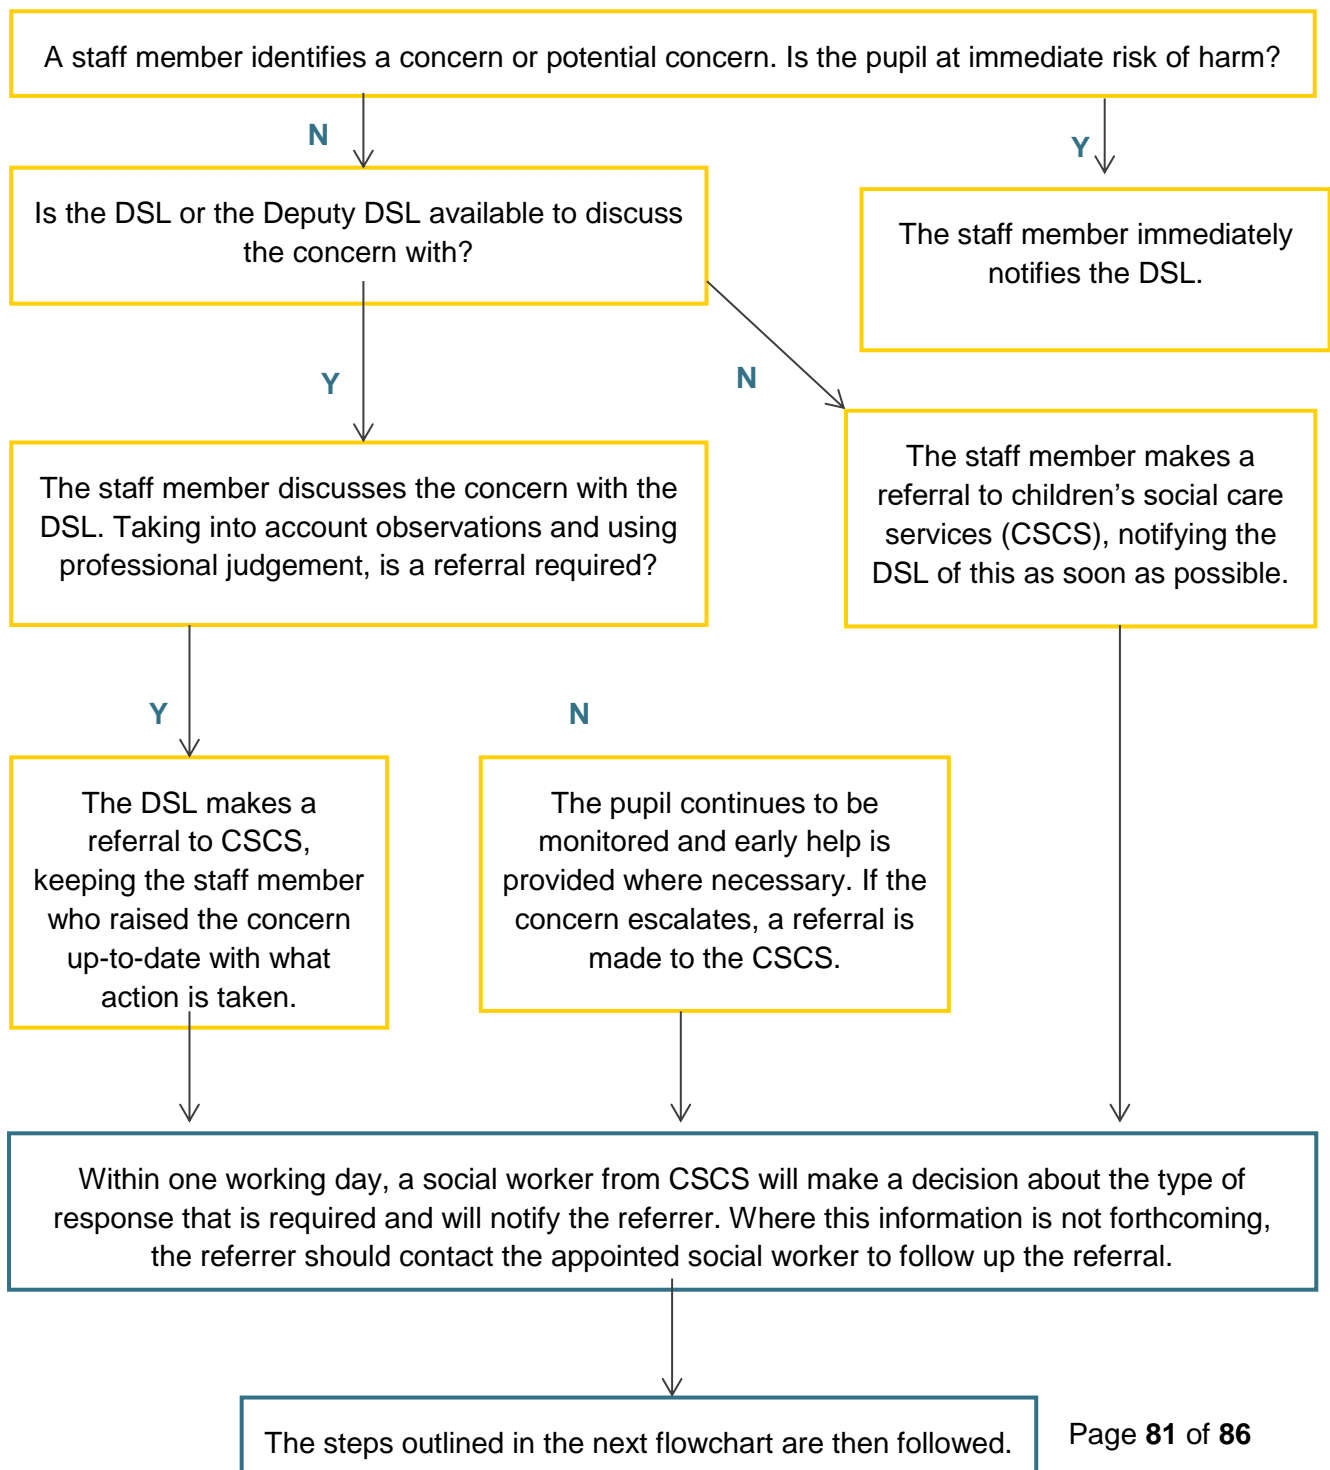 A staff member identifies a concern or potential concern. Is the pupil at immediate risk of harm?
N
Y
Is the DSL or the Deputy DSL available to discuss
the concern with?
The staff member immediately
notifies the DSL.
Y
N
The staff member discusses the concern with the
DSL. Taking into account observations and using
professional judgement, is a referral required?
The staff member makes a
referral to children’s social care
services (CSCS), notifying the
DSL of this as soon as possible.
Y
N
The DSL makes a
referral to CSCS,
keeping the staff member
who raised the concern
up-to-date with what
action is taken.
The pupil continues to be
monitored and early help is
provided where necessary. If the
concern escalates, a referral is
made to the CSCS.
Within one working day, a social worker from CSCS will make a decision about the type of
response that is required and will notify the referrer. Where this information is not forthcoming,
the referrer should contact the appointed social worker to follow up the referral.
The steps outlined in the next flowchart are then followed.
Page 81 of 86